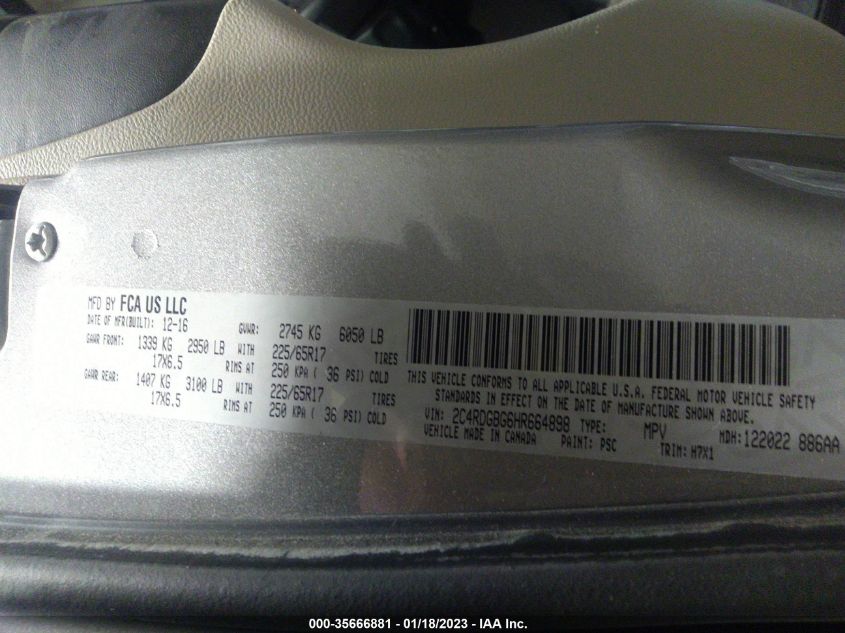 MFD BY FCA US LLC
DATE OF MFR(BUILT): 12-16 GVWR: 2745 KG 6050 LB
GAWR FRONT: 1339 KG 2950 LB WITH 225/65R17 TIRES
17X6.5 RIMS AT 250 KPA ( 36 PSI) COLD
GAWR REAR: 1407 KG 3100 LB WITH 225/65R17 TIRES
17X6.5 RIMS AT 250 KPA ( 36 PSI) COLD
THIS VEHICLE CONFORMS TO ALL APPLICABLE U.S.A. FEDERAL MOTOR VEHICLE SAFETY
STANDARDS IN EFFECT ON THE DATE OF MANUFACTURE SHOWN ABOVE.
VIN: 2C4RDGBG6HR664898 TYPE: MPV MDH:122022 886AA
VEHICLE MADE IN CANADA PAINT: PSC TRIM: H7X1
000-35666881 - 01/18/2023 - IAA Inc.